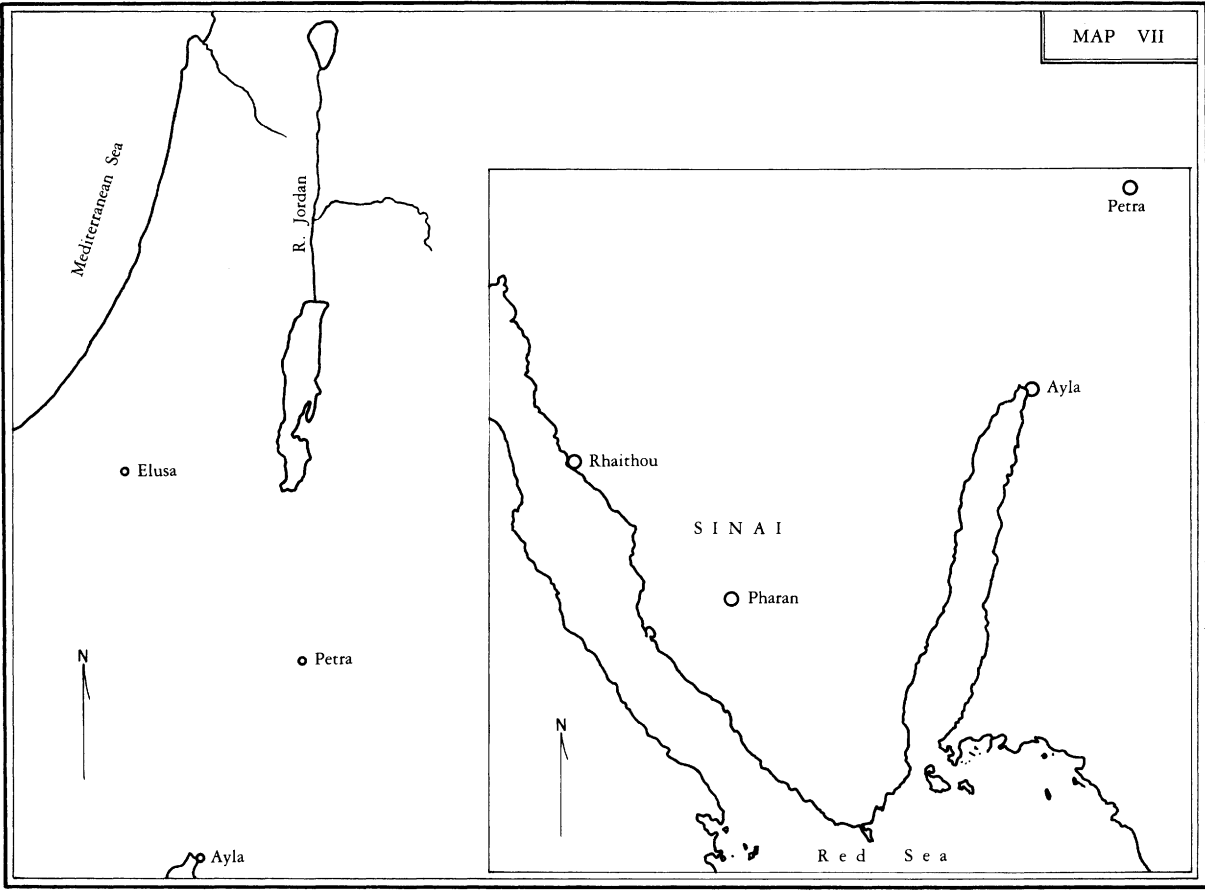 MAP VII
Mediterranean Sea
R. Jordan
Elusa
N
Petra
Ayla
Petra
Ayla
Rhaithou
SINAI
Pharan
N
Red Sea